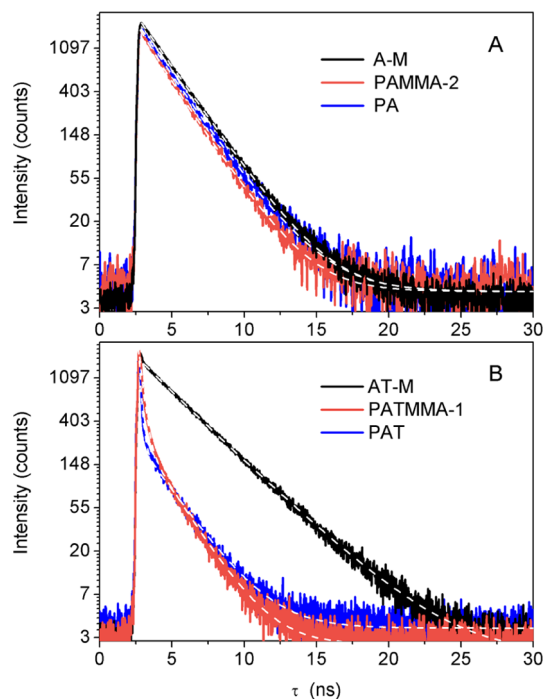 A
1097
403
148
55
20
7
3
Intensity (counts)
A-M
PAMMA-2
PA
0 5 10 15 20 25 30
B
1097
403
148
55
20
7
3
Intensity (counts)
AT-M
PATMMA-1
PAT
0 5 10 15 20 25 30
τ (ns)